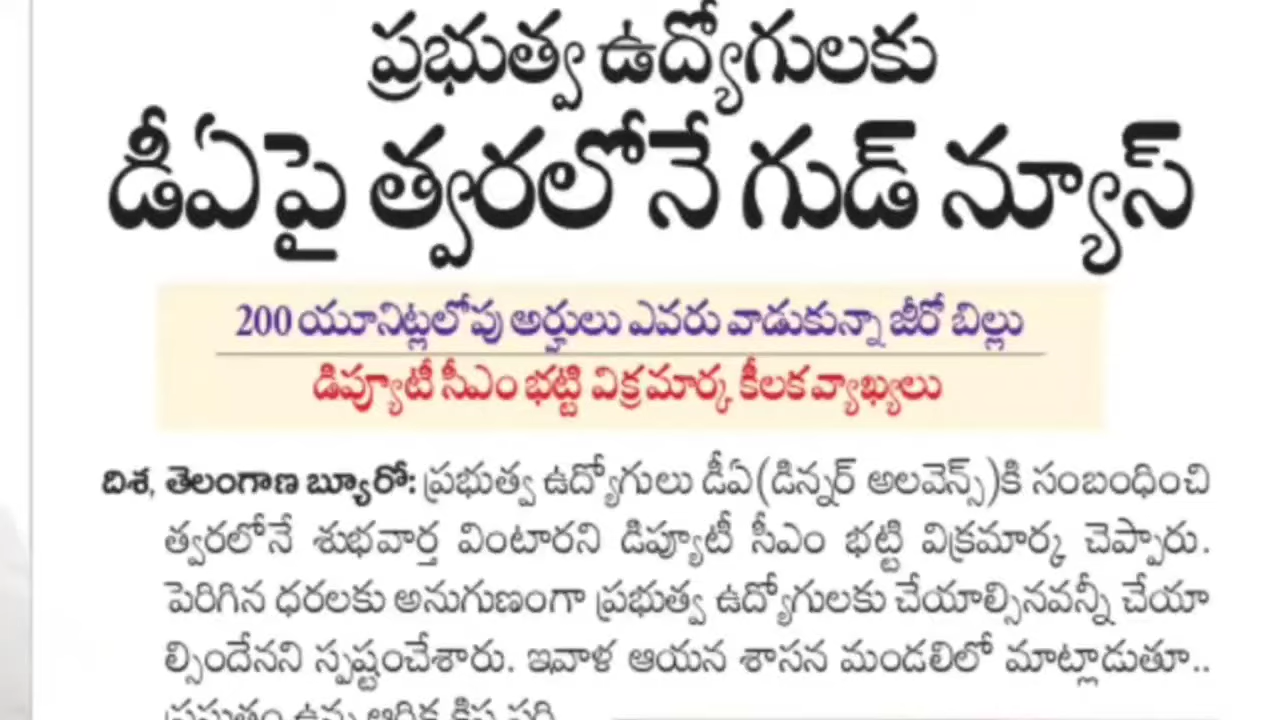 ప్రభుత్వ ఉద్యోగులకు
డీఏపై త్వరలోనే గుడ్ న్యూస్
200 యూనిట్లలోపు అర్హులు ఎవరు వాడుకున్నా జీరో బిల్లు
డిప్యూటీ సీఎం భట్టి విక్రమార్క కీలక వ్యాఖ్యలు
దిశ, తెలంగాణ బ్యూరో: ప్రభుత్వ ఉద్యోగులు డీఏ(డిన్నర్ అలవెన్స్)కి సంబంధించి
త్వరలోనే శుభవార్త వింటారని డిప్యూటీ సీఎం భట్టి విక్రమార్క చెప్పారు.
పెరిగిన ధరలకు అనుగుణంగా ప్రభుత్వ ఉద్యోగులకు చేయాల్సినవన్నీ చేయా
ల్సిందేనని స్పష్టంచేశారు. ఇవాళ ఆయన శాసన మండలిలో మాట్లాడుతూ..